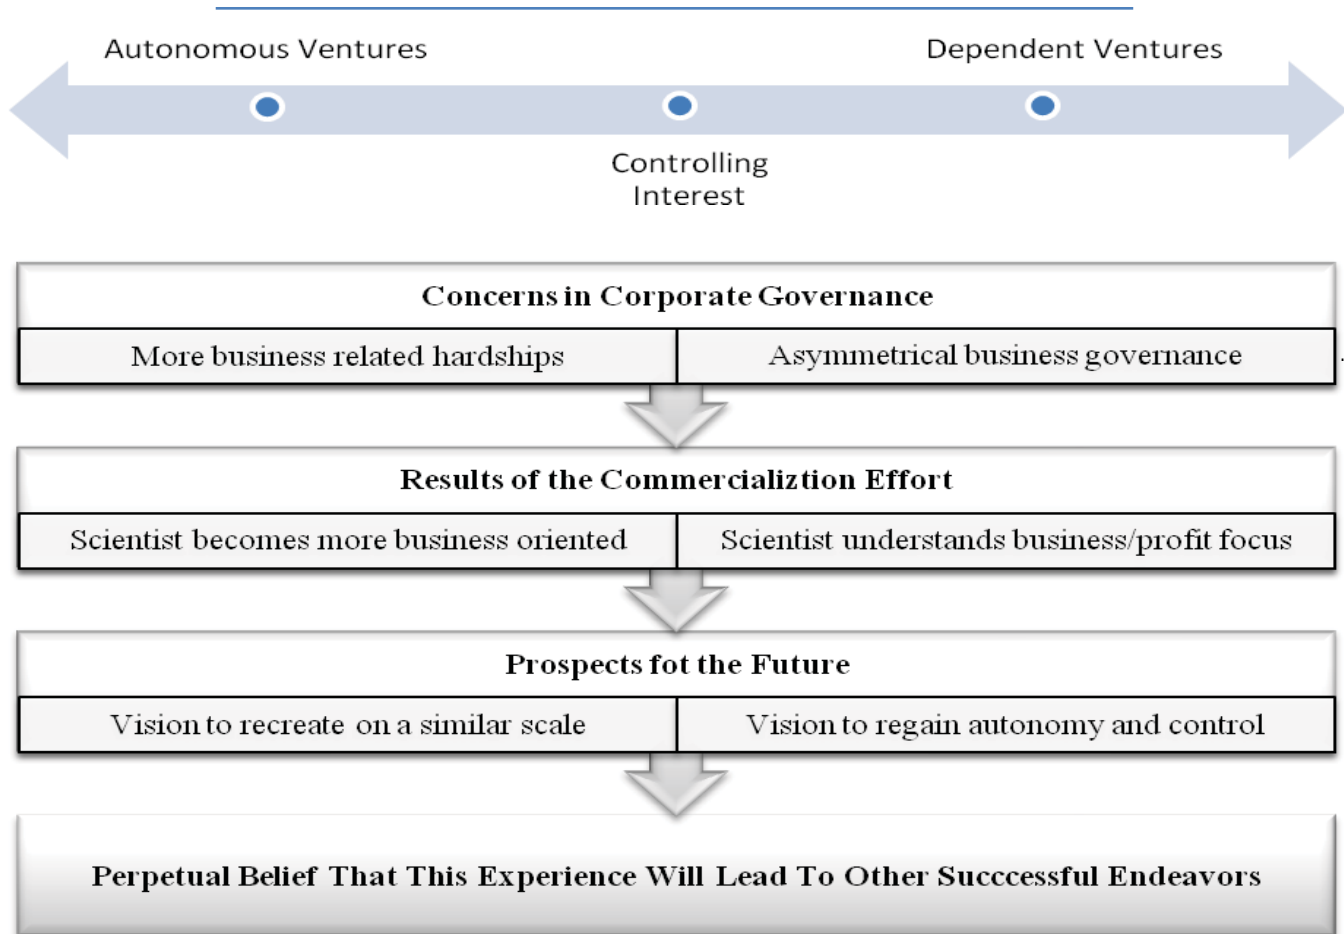 Autonomous Ventures
Dependent Ventures
Controlling
Interest
Concerns in Corporate Governance
More business related hardships
Asymmetrical business governance
.
Results of the Commercializtion Effort
Scientist becomes more business oriented
Scientist understands business/profit focus
Prospects fot the Future
Vision to recreate on a similar scale
Vision to regain autonomy and control
Perpetual Belief That This Experience Will Lead To Other Succcessful Endeavors